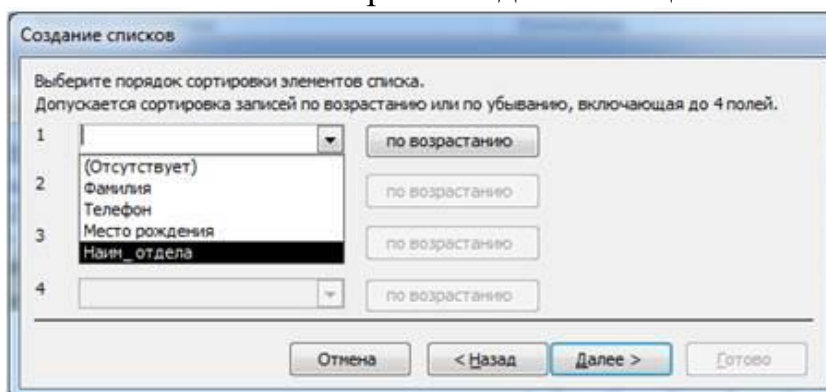 Создание списков
Выберите порядок сортировки элементов списка.
Допускается сортировка записей по возрастанию или по убыванию, включающая до 4 полей.
1 по возрастанию
(Отсутствует)
2 Фамилия по возрастанию
Телефон
Место рождения
3 по возрастанию
Наим_отдела
4 по возрастанию
Отмена < Назад Далее > Готово